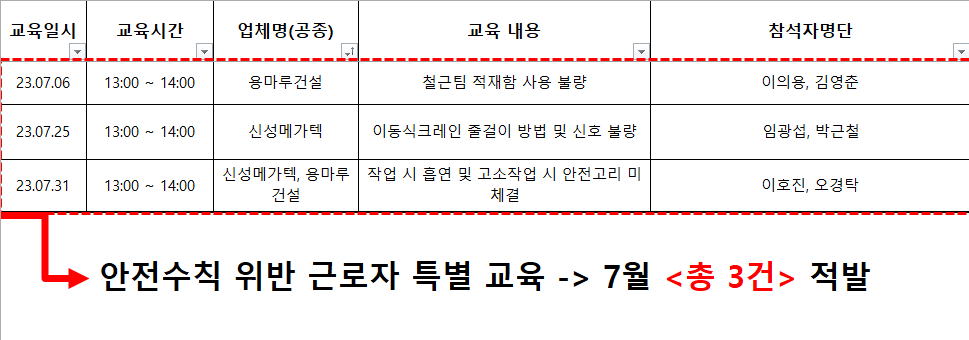 교육일시 교육시간 업체명(공종) 교육 내용 참석자명단
23.07.06 13:00 ~ 14:00 용마루건설 철근팀 적재함 사용 불량 이의용, 김영춘
23.07.25 13:00 ~ 14:00 신성메가텍 이동식크레인 줄걸이 방법 및 신호 불량 임광섭, 박근철
23.07.31 13:00 ~ 14:00 신성메가텍, 용마루건설 작업 시 흡연 및 고소작업 시 안전고리 미체결 이호진, 오경탁
안전수칙 위반 근로자 특별 교육 -> 7월 <총 3건> 적발